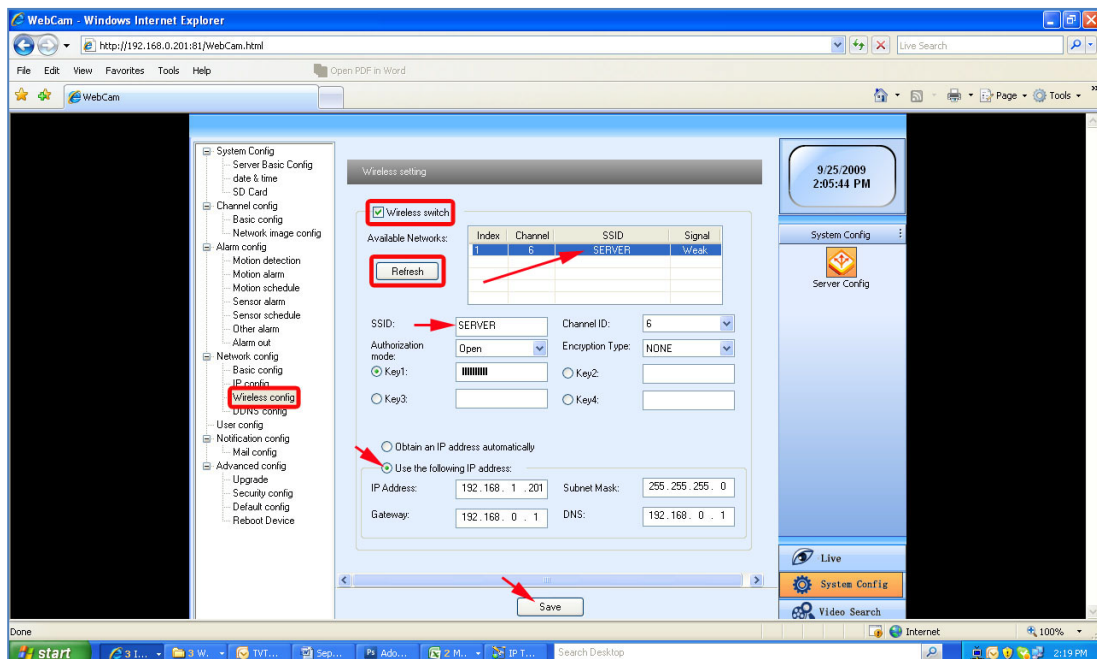 WebCam - Windows Internet Explorer
http://192.168.0.201:81/WebCam.html
Live Search
File Edit View Favorites Tools Help
Open PDF in Word
WebCam
Page Tools
System Config
Server Basic Config
date & time
SD Card
Channel config
Basic config
Network image config
Alarm config
Motion detection
Motion alarm
Motion schedule
Sensor alarm
Sensor schedule
Other alarm
Alarm out
Network config
Basic config
IP config
Wireless config
DDNS config
User config
Notification config
Mail config
Advanced config
Upgrade
Security config
Default config
Reboot Device
Wireless setting
Wireless switch
Available Networks:
Refresh
Index Channel SSID Signal
1 6 SERVER Weak
SSID: SERVER Channel ID: 6
Authorization mode: Open Encryption Type: NONE
Key1: Key2:
Key3: Key4:
Obtain an IP address automatically
Use the following IP address:
IP Address: 192.168. 1 .201 Subnet Mask: 255.255.255. 0
Gateway: 192.168. 0 . 1 DNS: 192.168. 0 . 1
Save
9/25/2009
2:05:44 PM
System Config
Server Config
Live
System Config
Video Search
Done Internet 100%
start 3 I... 3 W. TVT... Sep... Ado... 2 M.. IP T... Search Desktop 2:19 PM